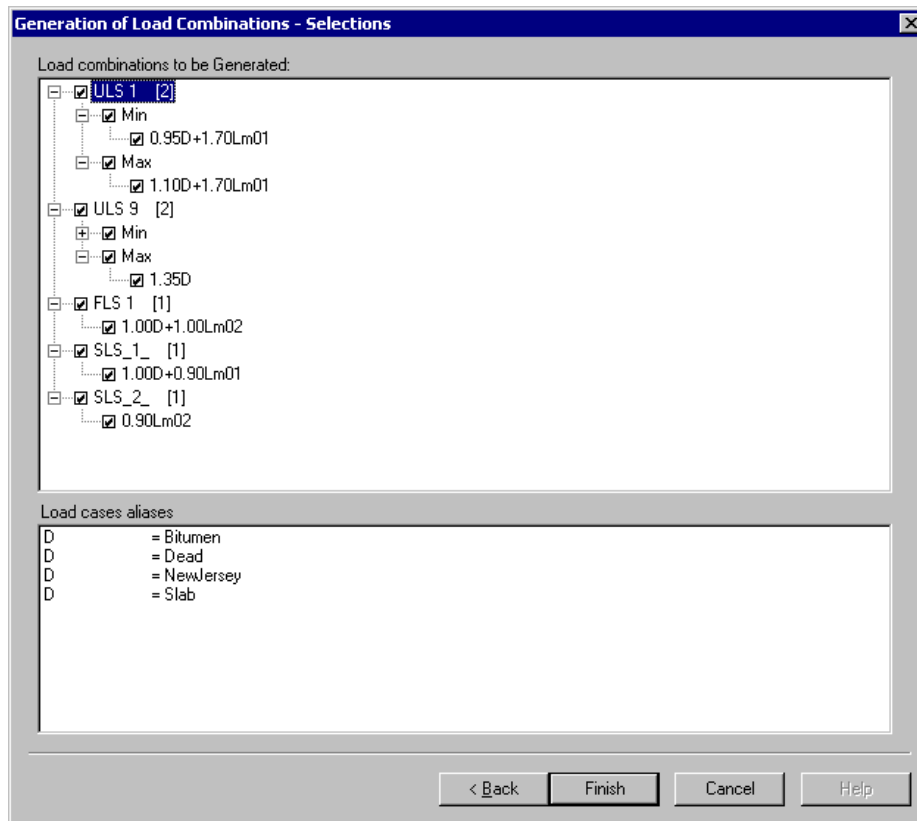 Generation of Load Combinations - Selections
Load combinations to be Generated:
ULS 1 [2]
Min
0.95D+1.70Lm01
Max
1.10D+1.70Lm01
ULS 9 [2]
Min
Max
1.35D
FLS 1 [1]
1.00D+1.00Lm02
SLS_1_ [1]
1.00D+0.90Lm01
SLS_2_ [1]
0.90Lm02
Load cases aliases
D = Bitumen
D = Dead
D = NewJersey
D = Slab
< Back Finish Cancel Help